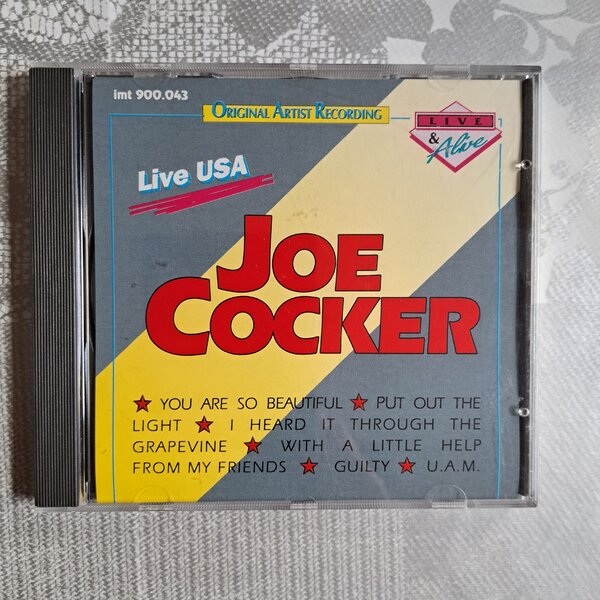 imt 900.043
ORIGINAL ARTIST RECORDING
LIVE
& Alive
1
Live USA
JOE
COCKER
★ YOU ARE SO BEAUTIFUL ★ PUT OUT THE
LIGHT ★ I HEARD IT THROUGH THE
GRAPEVINE ★ WITH A LITTLE HELP
FROM MY FRIENDS ★ GUILTY ★ U.A.M.